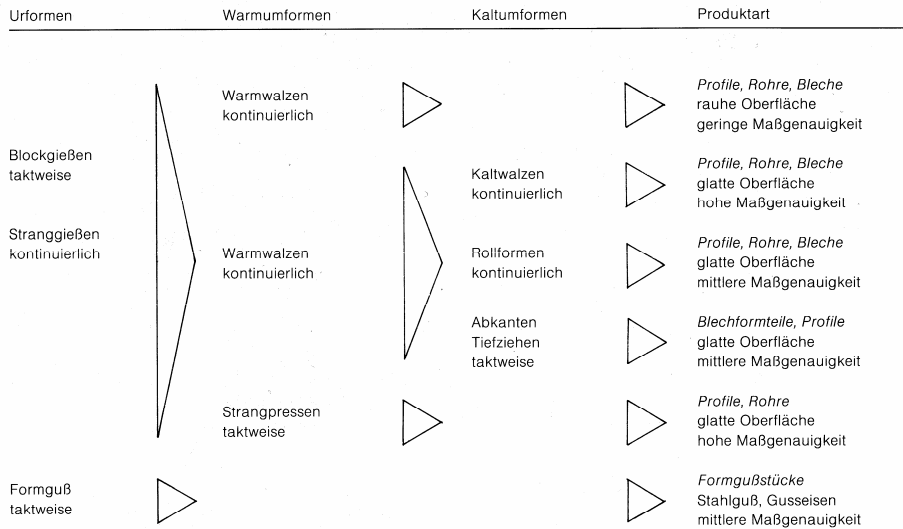 Urformen
Warmumformen
Kaltumformen
Produktart
Blockgießen
taktweise
Stranggießen
kontinuierlich
Warmwalzen
kontinuierlich
Profile, Rohre, Bleche
rauhe Oberfläche
geringe Maßgenauigkeit
Warmwalzen
kontinuierlich
Kaltwalzen
kontinuierlich
Profile, Rohre, Bleche
glatte Oberfläche
hohe Maßgenauigkeit
Rollformen
kontinuierlich
Profile, Rohre, Bleche
glatte Oberfläche
mittlere Maßgenauigkeit
Abkanten
Tiefziehen
taktweise
Blechformteile, Profile
glatte Oberfläche
mittlere Maßgenauigkeit
Strangpressen
taktweise
Profile, Rohre
glatte Oberfläche
hohe Maßgenauigkeit
Formguß
taktweise
Formgußstücke
Stahlguß, Gusseisen
mittlere Maßgenauigkeit